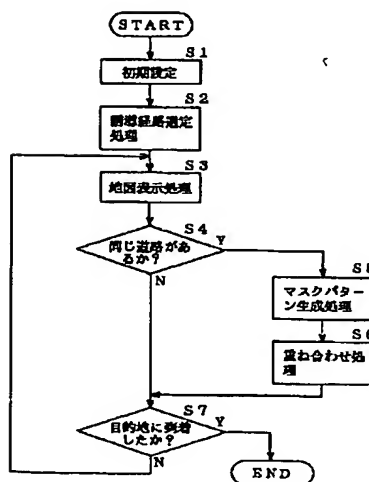 START
S1
初期設定
S2
誘導経路選定
処理
S3
地図表示処理
S4
同じ道路があ
るか?
Y
N
S5
マスクパター
ン生成処理
S6
重ね合わせ処
理
S7
目的地に到着
したか?
Y
N
END